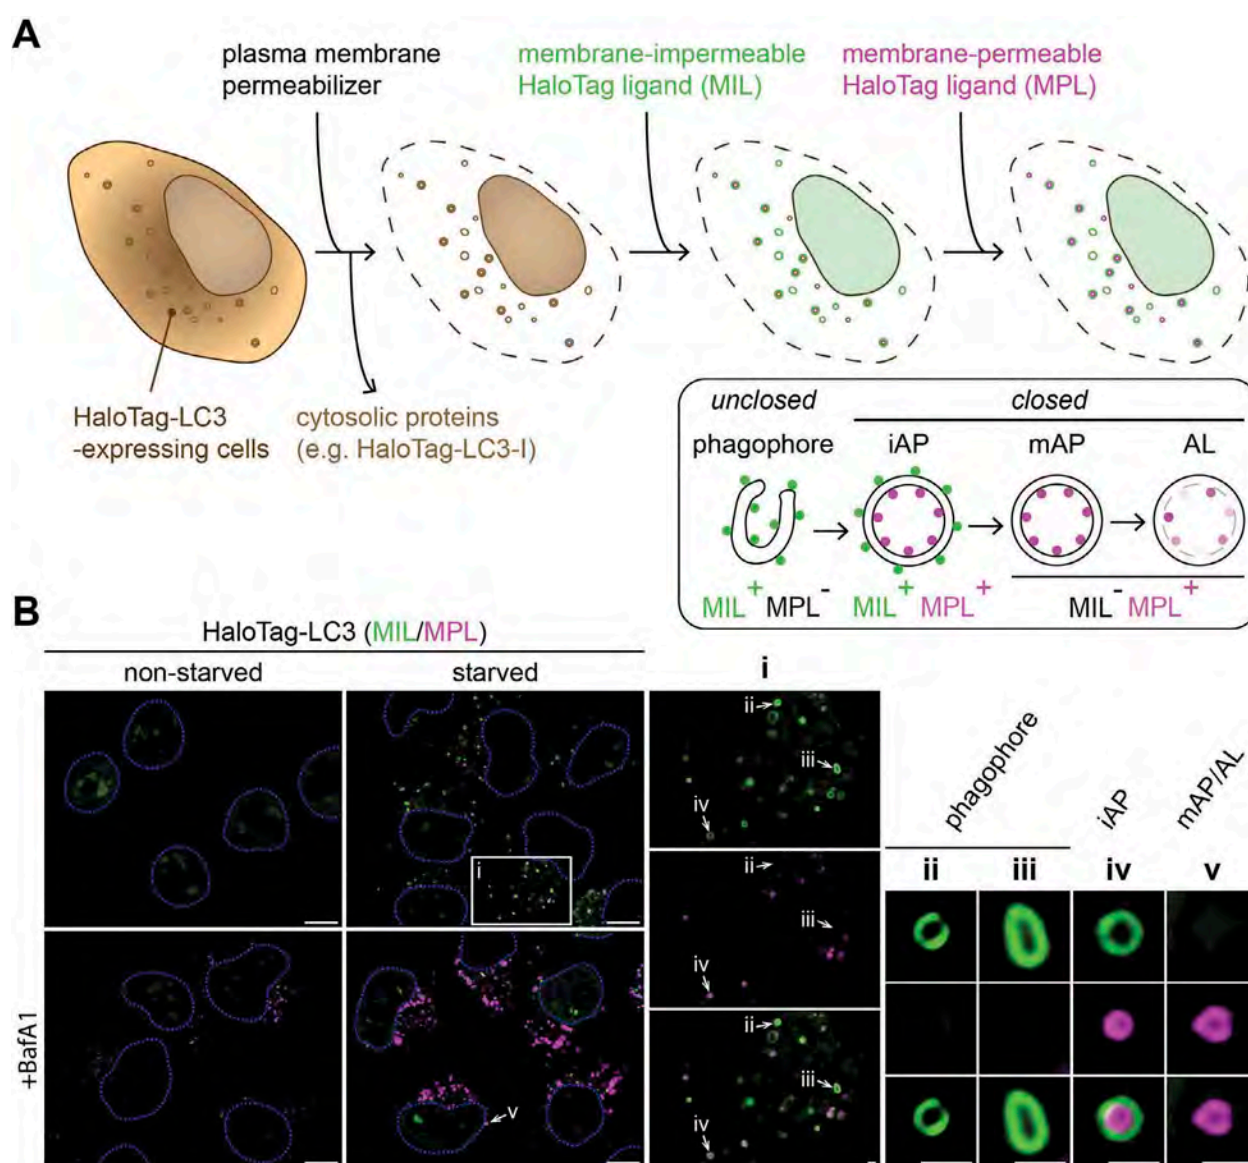 A
plasma membrane
permeabilizer
membrane-impermeable
HaloTag ligand (MIL)
membrane-permeable
HaloTag ligand (MPL)
HaloTag-LC3
-expressing cells
cytosolic proteins
(e.g. HaloTag-LC3-I)
unclosed
closed
phagophore
iAP
mAP
AL
MIL+ MPL-
MIL+ MPL+
MIL- MPL+
B
HaloTag-LC3 (MIL/MPL)
non-starved
starved
+BafA1
i
v
i
ii
iii
iv
ii
iii
iv
ii
iii
iv
phagophore
iAP
mAP/AL
ii
iii
iv
v